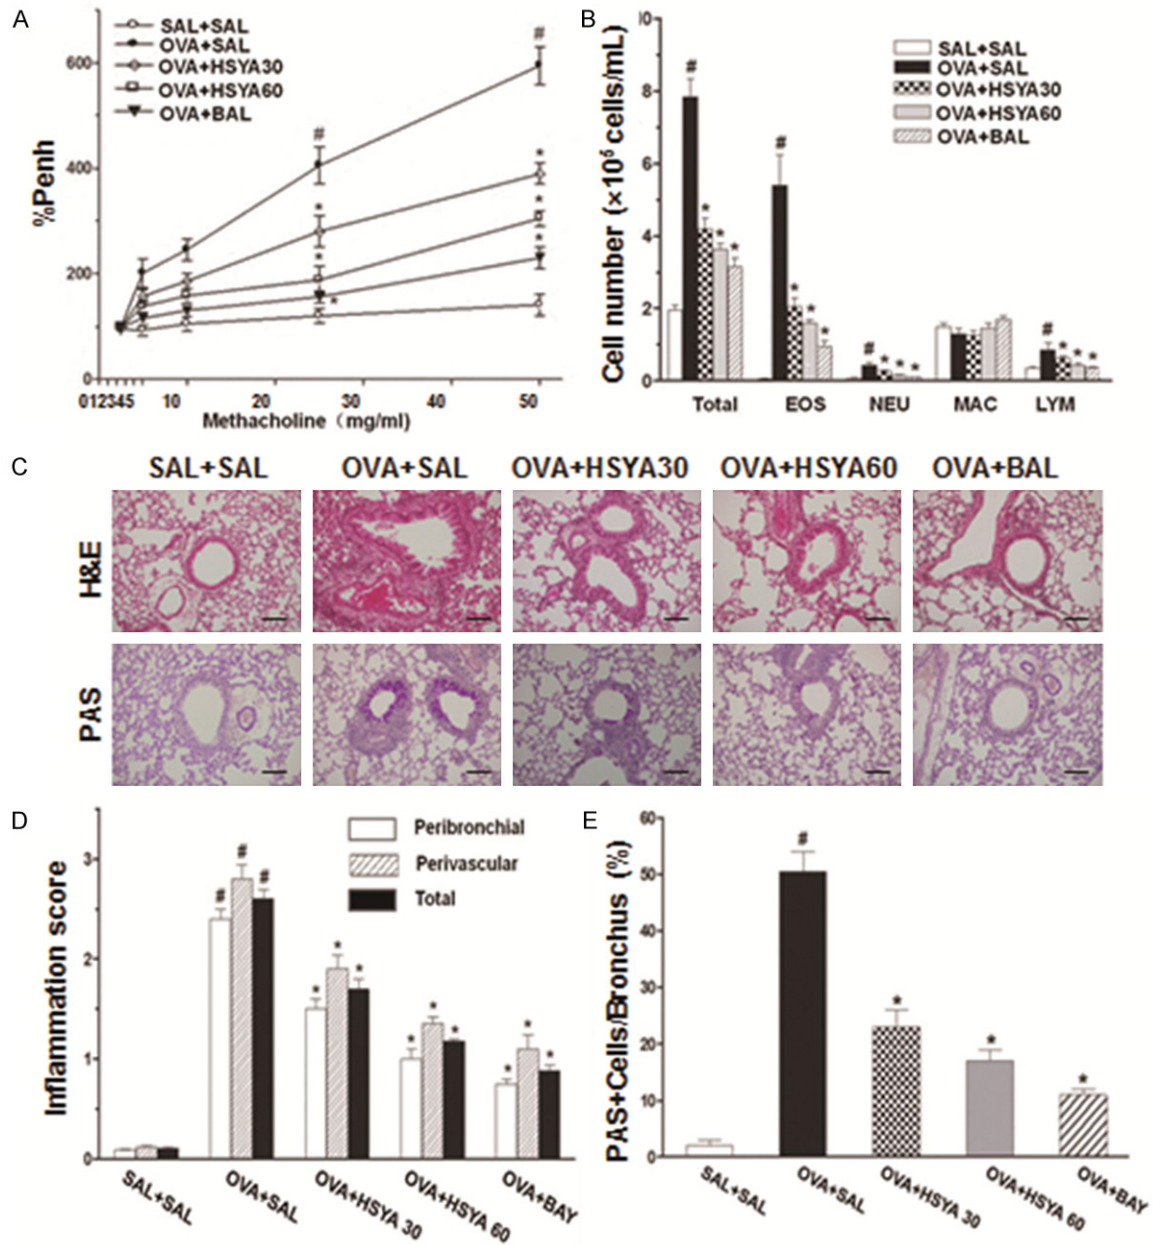 A
SAL+SAL
OVA+SAL
OVA+HSYA30
OVA+HSYA60
OVA+BAL
%Penh
600
400
200
0
# # * * * * * *
012345 10 20 30 40 50
Methacholine (mg/ml)
B
SAL+SAL
OVA+SAL
OVA+HSYA30
OVA+HSYA60
OVA+BAL
Cell number (×10⁵ cells/mL)
8
6
4
2
0
# * * * # * * * # * * * # * * *
Total EOS NEU MAC LYM
C
SAL+SAL OVA+SAL OVA+HSYA30 OVA+HSYA60 OVA+BAL
H&E
PAS
D
Peribronchial
Perivascular
Total
Inflammation score
3
2
1
0
# # # * * * * * * * * *
SAL+SAL OVA+SAL OVA+HSYA 30 OVA+HSYA 60 OVA+BAY
E
PAS+Cells/Bronchus (%)
60
50
40
30
20
10
0
# * * *
SAL+SAL OVA+SAL OVA+HSYA 30 OVA+HSYA 60 OVA+BAY